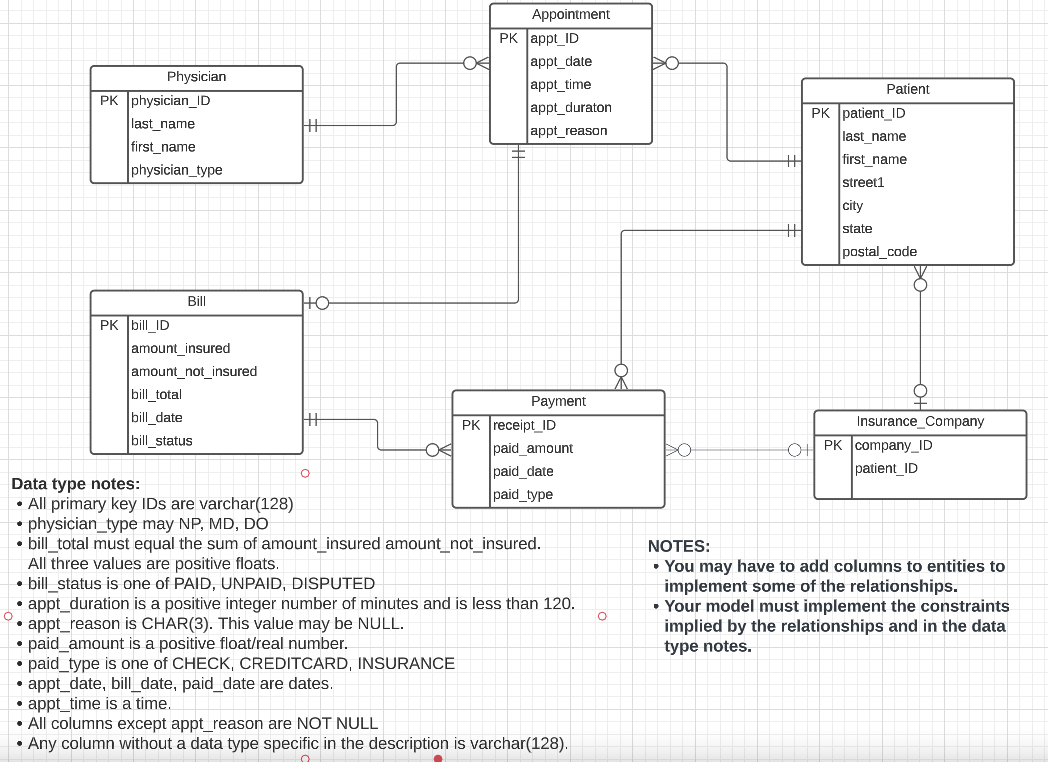 Appointment
PK appt_ID
appt_date
appt_time
appt_duraton
appt_reason
Physician
PK physician_ID
last_name
first_name
physician_type
Patient
PK patient_ID
last_name
first_name
street1
city
state
postal_code
Bill
PK bill_ID
amount_insured
amount_not_insured
bill_total
bill_date
bill_status
Payment
PK receipt_ID
paid_amount
paid_date
paid_type
Insurance_Company
PK company_ID
patient_ID
Data type notes:
• All primary key IDs are varchar(128)
• physician_type may NP, MD, DO
• bill_total must equal the sum of amount_insured amount_not_insured.
All three values are positive floats.
• bill_status is one of PAID, UNPAID, DISPUTED
• appt_duration is a positive integer number of minutes and is less than 120.
• appt_reason is CHAR(3). This value may be NULL.
• paid_amount is a positive float/real number.
• paid_type is one of CHECK, CREDITCARD, INSURANCE
• appt_date, bill_date, paid_date are dates.
• appt_time is a time.
• All columns except appt_reason are NOT NULL
• Any column without a data type specific in the description is varchar(128).
NOTES:
• You may have to add columns to entities to
implement some of the relationships.
• Your model must implement the constraints
implied by the relationships and in the data
type notes.